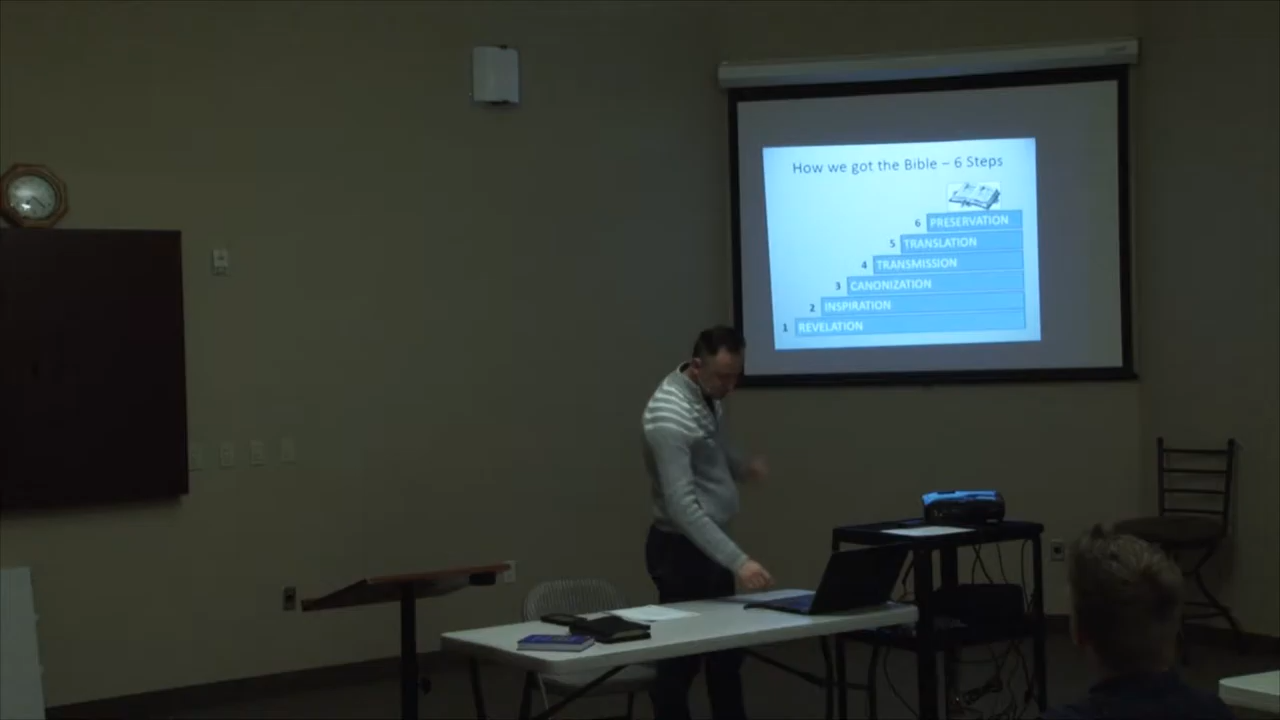 How we got the Bible – 6 Steps
6 PRESERVATION
5 TRANSLATION
4 TRANSMISSION
3 CANONIZATION
2 INSPIRATION
1 REVELATION